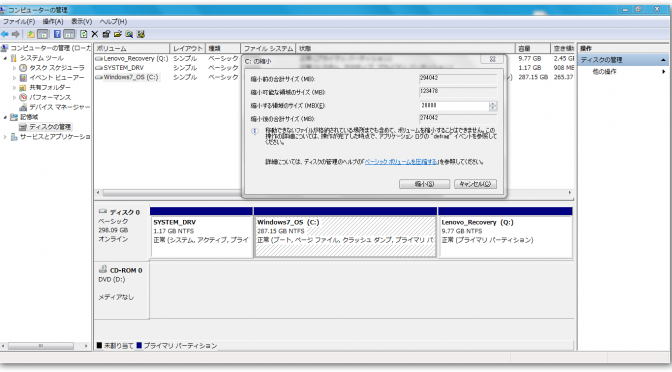 コンピューターの管理
ファイル(F) 操作(A) 表示(V) ヘルプ(H)
コンピューターの管理 (ローカ
システム ツール
タスク スケジューラ
イベント ビューアー
共有フォルダー
パフォーマンス
デバイス マネージャー
記憶域
ディスクの管理
サービスとアプリケーショ
ボリューム レイアウト 種類 ファイル システム 状態 容量 空き領
Lenovo_Recovery (Q:) シンプル ベーシック 9.77 GB 2.45 GI
SYSTEM_DRV シンプル ベーシック 1.17 GB 908 ME
Windows7_OS (C:) シンプル ベーシック 287.15 GB 265.37
操作
ディスクの管理
他の操作
C: の縮小
縮小前の合計サイズ (MB): 294042
縮小可能な領域のサイズ (MB): 123478
縮小する領域のサイズ (MB)(E): 20000
縮小後の合計サイズ (MB): 274042
移動できないファイルが格納されている場所までも含めて、ボリュームを縮小することはできません。この
操作の詳細については、操作が完了した時点で、アプリケーション ログの "defrag" イベントを参照して
ください。
詳細については、ディスクの管理のヘルプの「ベーシック ボリュームを圧縮する」を参照してください。
縮小(S) キャンセル(C)
ディスク 0
ベーシック
298.09 GB
オンライン
SYSTEM_DRV
1.17 GB NTFS
正常 (システム, アクティブ, プライ
Windows7_OS (C:)
287.15 GB NTFS
正常 (ブート, ページ ファイル, クラッシュ ダンプ, プライマリ パ
Lenovo_Recovery (Q:)
9.77 GB NTFS
正常 (プライマリ パーティション)
CD-ROM 0
DVD (D:)
メディアなし
未割り当て プライマリ パーティション